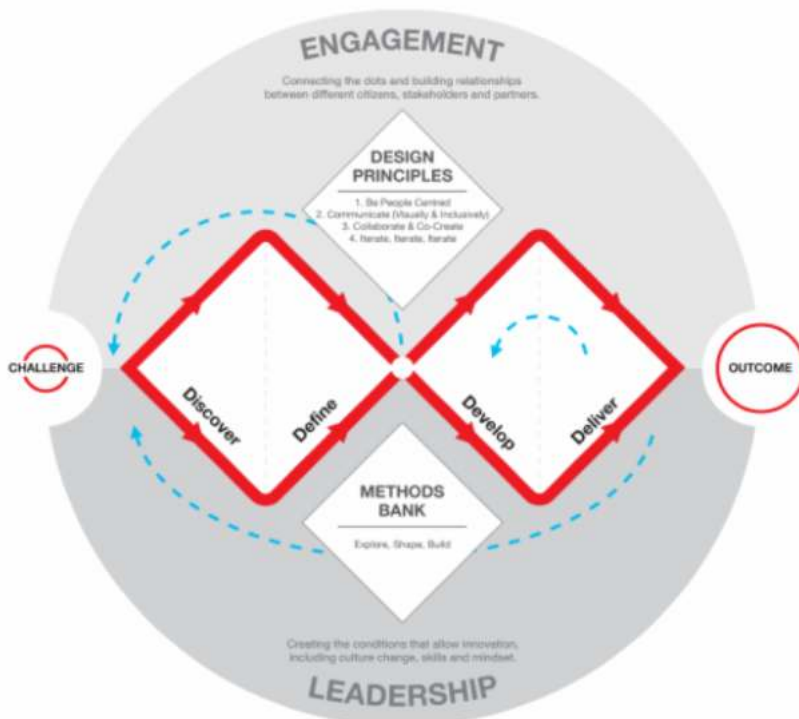 ENGAGEMENT
Connecting the dots and building relationships
between different citizens, stakeholders and partners.
DESIGN
PRINCIPLES
1. Be People Centred
2. Communicate (Visually & Inclusively)
3. Collaborate & Co-Create
4. Iterate, Iterate, Iterate
CHALLENGE
OUTCOME
Discover
Define
Develop
Deliver
METHODS
BANK
Explore, Shape, Build
Creating the conditions that allow innovation,
including culture change, skills and mindset.
LEADERSHIP